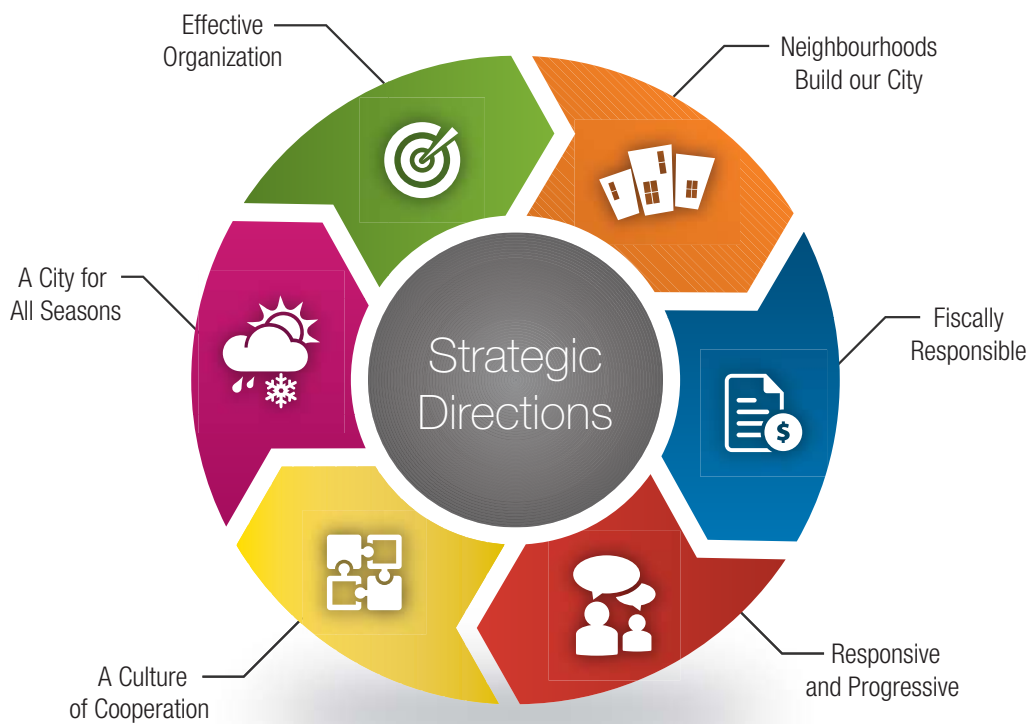 Effective
Organization
Neighbourhoods
Build our City
A City for
All Seasons
Fiscally
Responsible
Strategic
Directions
$
A Culture
of Cooperation
Responsive
and Progressive